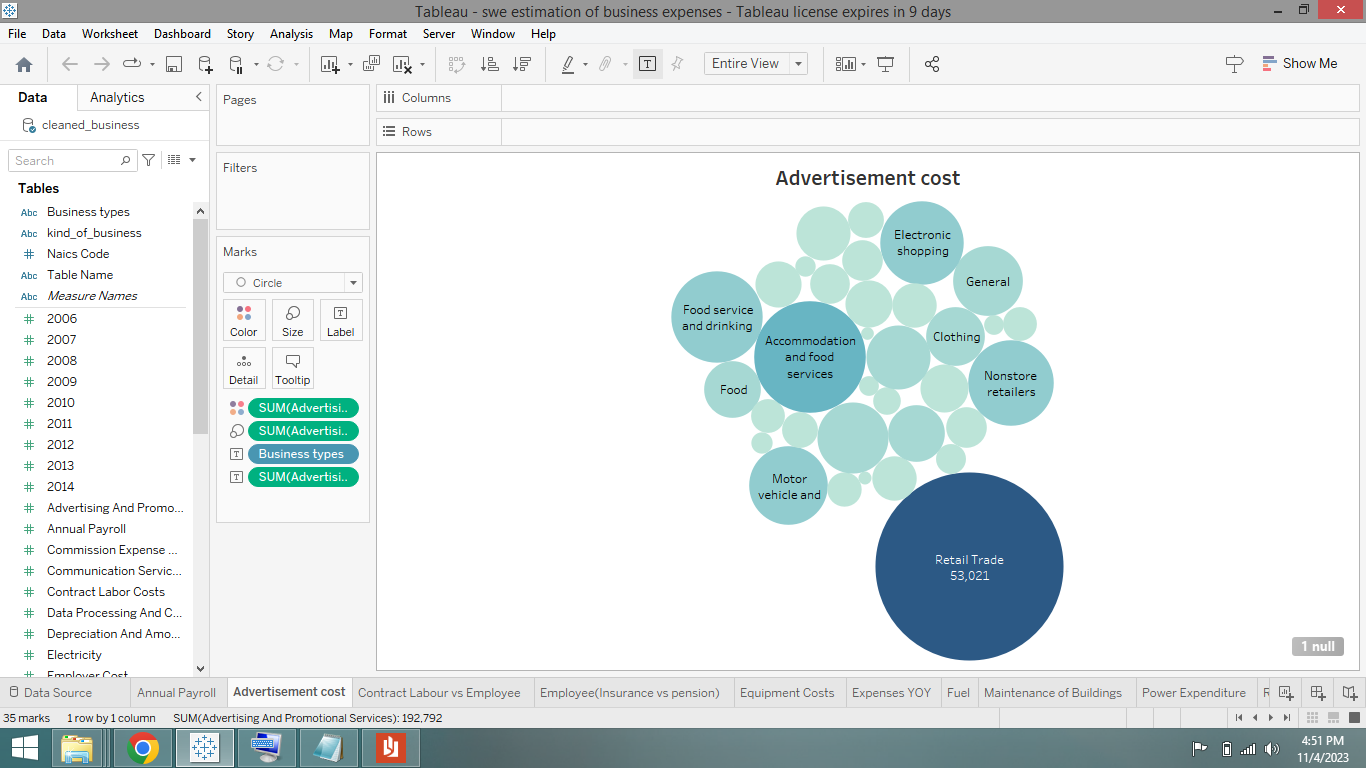 Tableau - swe estimation of business expenses - Tableau license expires in 9 days
File Data Worksheet Dashboard Story Analysis Map Format Server Window Help
Entire View
Show Me
Data Analytics
cleaned_business
Search
Tables
Abc Business types
Abc kind_of_business
# Naics Code
Abc Table Name
Abc Measure Names
# 2006
# 2007
# 2008
# 2009
# 2010
# 2011
# 2012
# 2013
# 2014
# Advertising And Promo...
# Annual Payroll
# Commission Expense ...
# Communication Servic...
# Contract Labor Costs
# Data Processing And C...
# Depreciation And Amo...
# Electricity
# Employer Cost
Pages
Filters
Marks
Circle
Color Size Label
Detail Tooltip
SUM(Advertisi..
SUM(Advertisi..
Business types
SUM(Advertisi..
Columns
Rows
Advertisement cost
Electronic
shopping
General
Food service
and drinking
Accommodation
and food
services
Clothing
Food
Nonstore
retailers
Motor
vehicle and
Retail Trade
53,021
1 null
Data Source Annual Payroll Advertisement cost Contract Labour vs Employee Employee(Insurance vs pension) Equipment Costs Expenses YOY Fuel Maintenance of Buildings Power Expenditure R
35 marks 1 row by 1 column SUM(Advertising And Promotional Services): 192,792
4:51 PM
11/4/2023